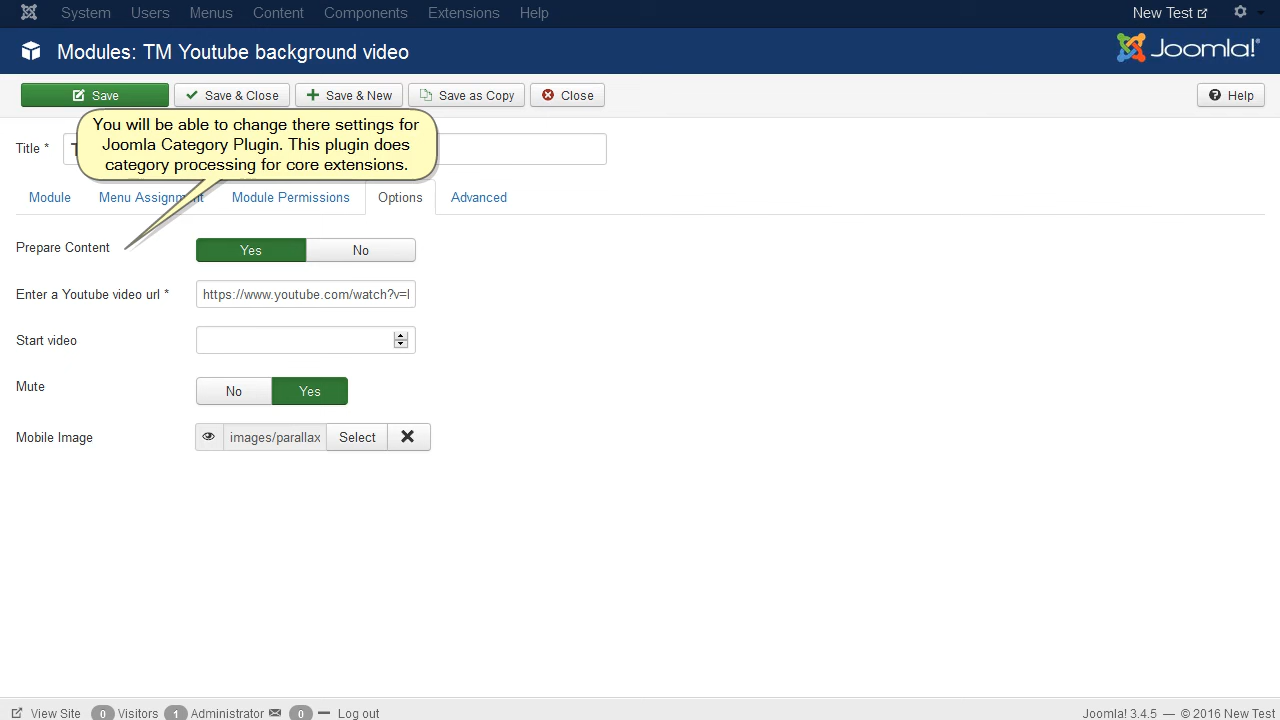 System Users Menus Content Components Extensions Help New Test
Modules: TM Youtube background video Joomla!®
Save Save & Close Save & New Save as Copy Close Help
You will be able to change there settings for
Joomla Category Plugin. This plugin does
category processing for core extensions.
Title *
Module Menu Assignment Module Permissions Options Advanced
Prepare Content Yes No
Enter a Youtube video url * https://www.youtube.com/watch?v=
Start video
Mute No Yes
Mobile Image images/parallax Select
View Site 0 Visitors 1 Administrator 0 Log out Joomla! 3.4.5 — © 2016 New Test